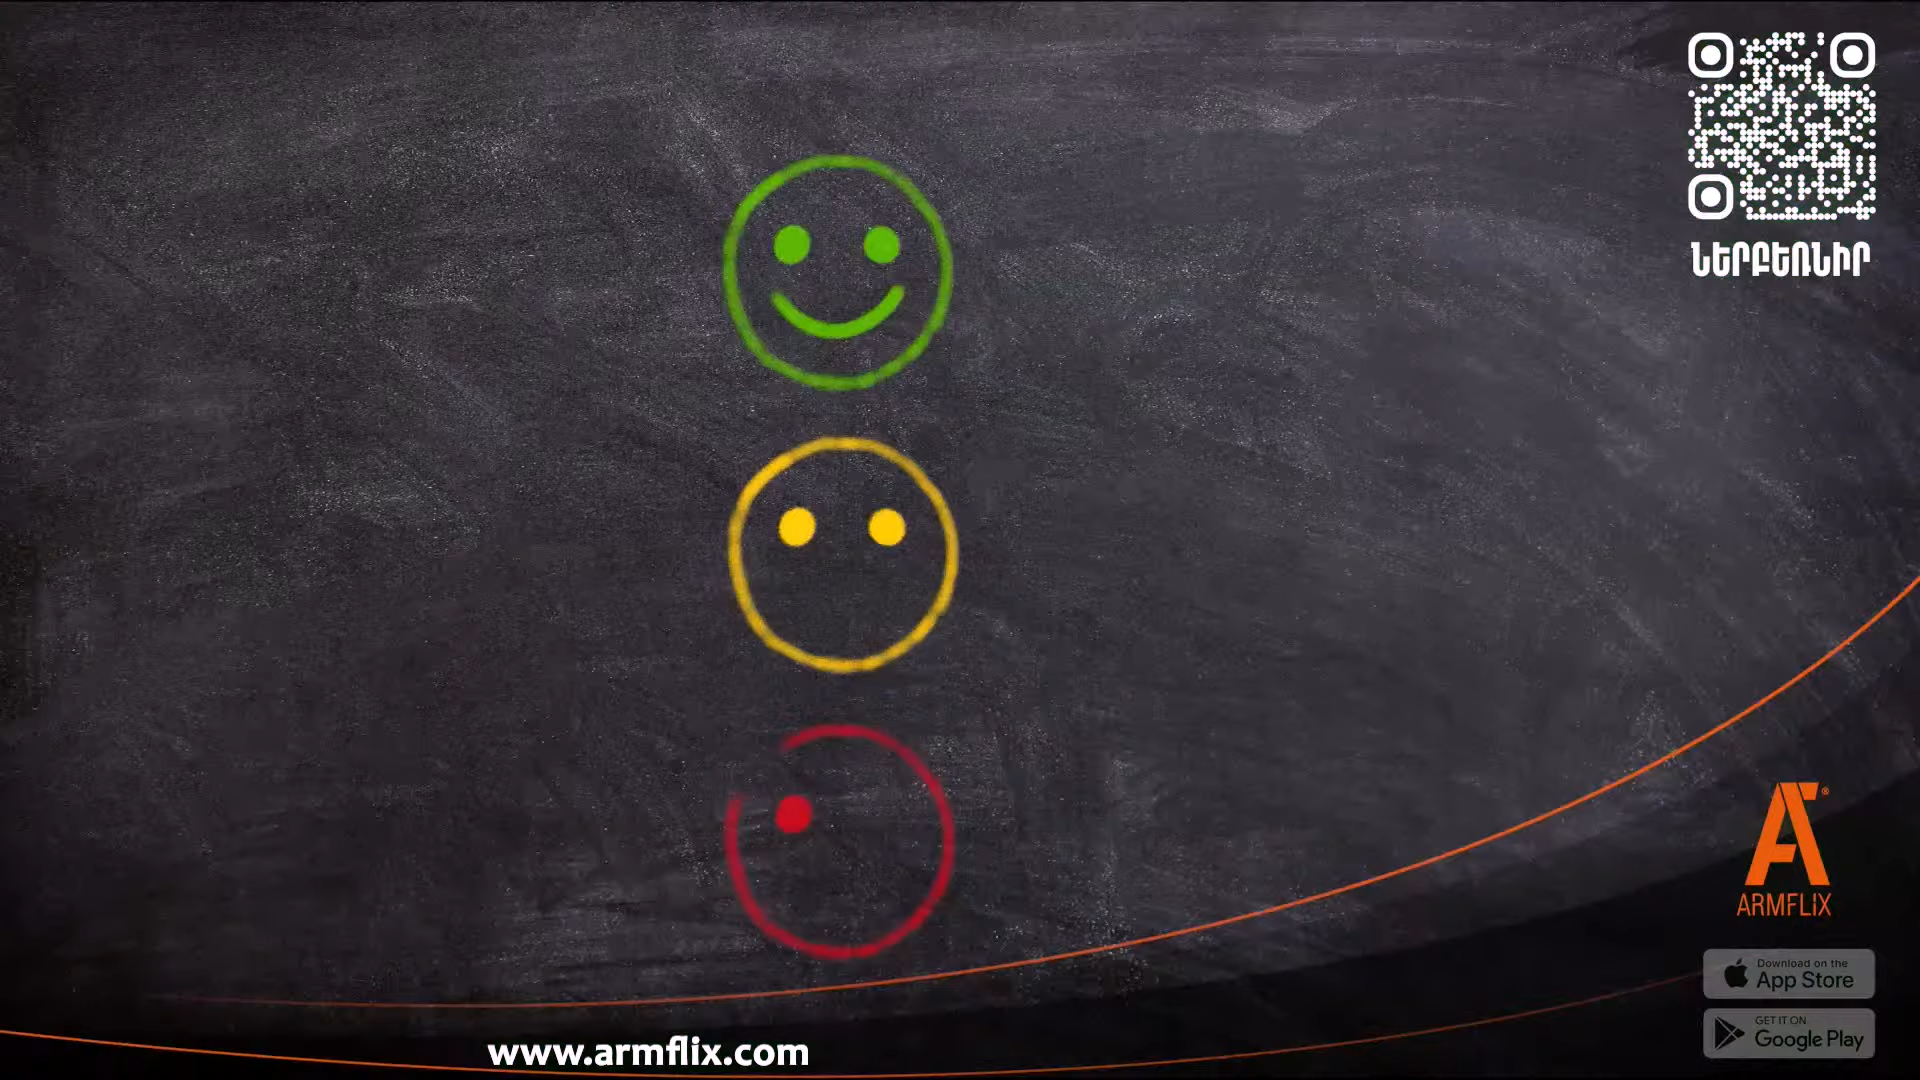 ՆԵՐԲԵՌՆԻՐ
ARMFLIX
Download on the
App Store
GET IT ON
Google Play
www.armflix.com